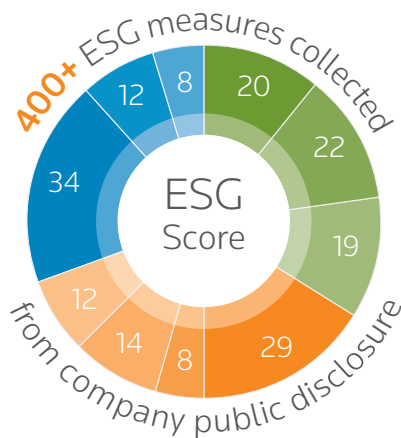 400+ ESG measures collected
20
22
19
29
8
14
12
34
12
8
ESG
Score
from company public disclosure